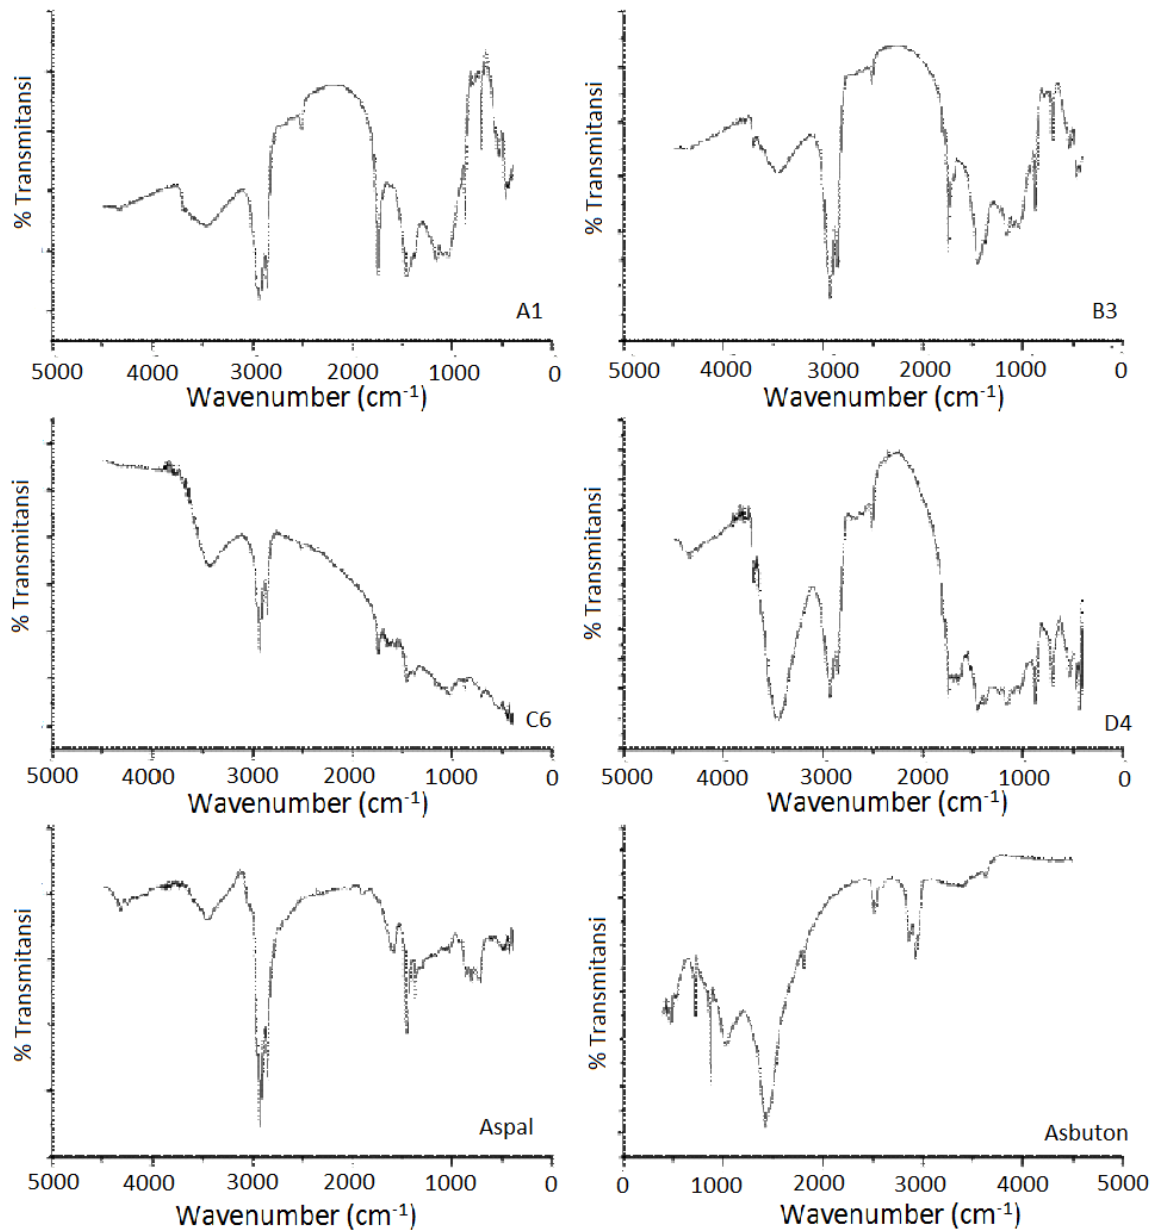 % Transmitansi
A1
5000 4000 3000 2000 1000 0
Wavenumber (cm-1)
% Transmitansi
B3
5000 4000 3000 2000 1000 0
Wavenumber (cm-1)
% Transmitansi
C6
5000 4000 3000 2000 1000 0
Wavenumber (cm-1)
% Transmitansi
D4
5000 4000 3000 2000 1000 0
Wavenumber (cm-1)
% Transmitansi
Aspal
5000 4000 3000 2000 1000 0
Wavenumber (cm-1)
% Transmitansi
Asbuton
0 1000 2000 3000 4000 5000
Wavenumber (cm-1)